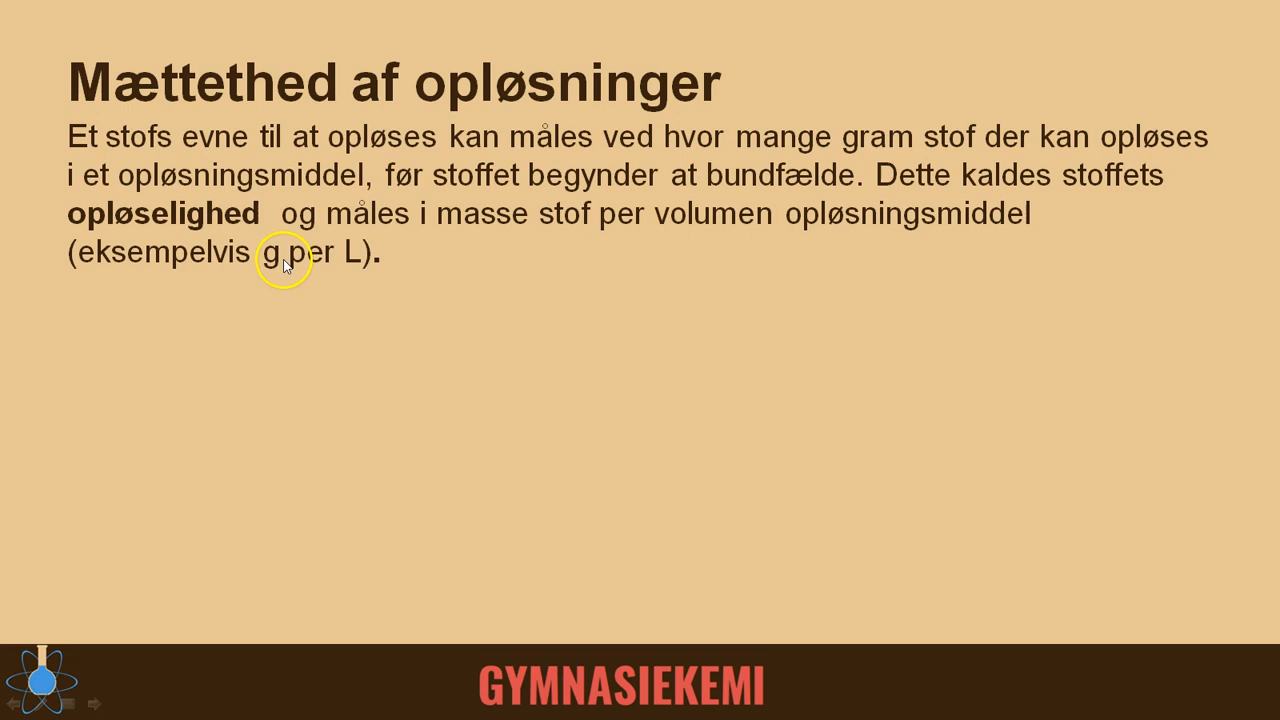 Mættethed af opløsninger
Et stofs evne til at opløses kan måles ved hvor mange gram stof der kan opløses
i et opløsningsmiddel, før stoffet begynder at bundfælde. Dette kaldes stoffets
opløselighed og måles i masse stof per volumen opløsningsmiddel
(eksempelvis g per L).
GYMNASIEKEMI